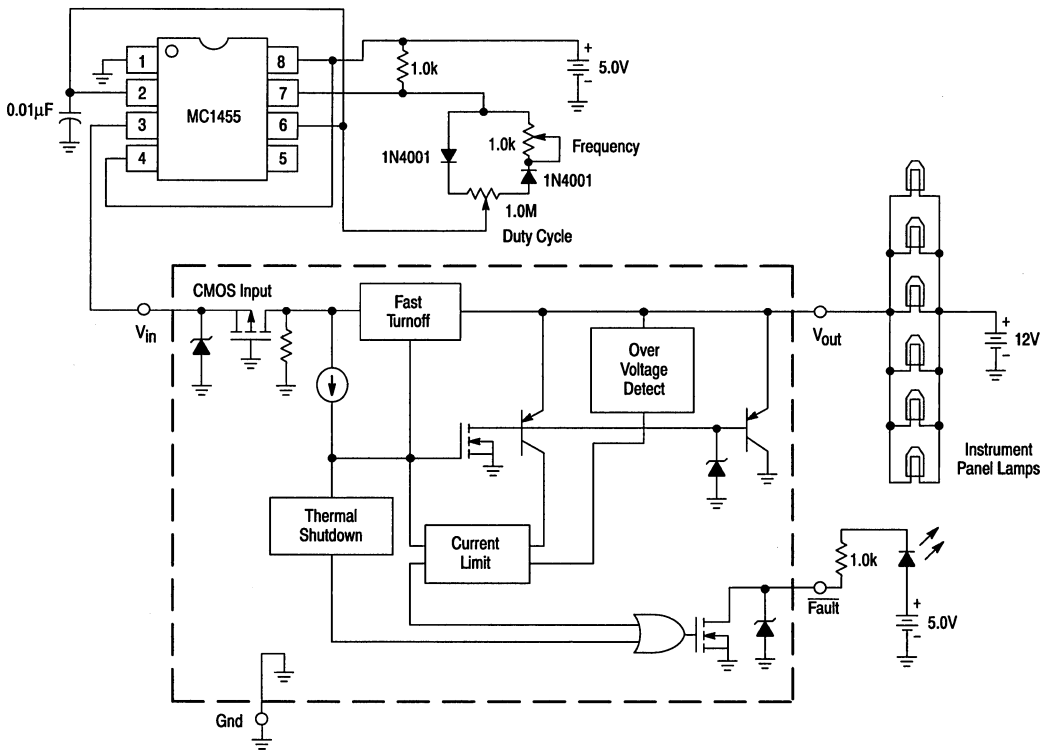 1
2
3
4
MC1455
8
7
6
5
0.01µF
1.0k
+
5.0V
–
1.0k
Frequency
1N4001
1N4001
1.0M
Duty Cycle
CMOS Input
Vin
Fast
Turnoff
Over
Voltage
Detect
Vout
+
12V
–
Instrument
Panel Lamps
Thermal
Shutdown
Current
Limit
1.0k
Fault
+
5.0V
–
Gnd